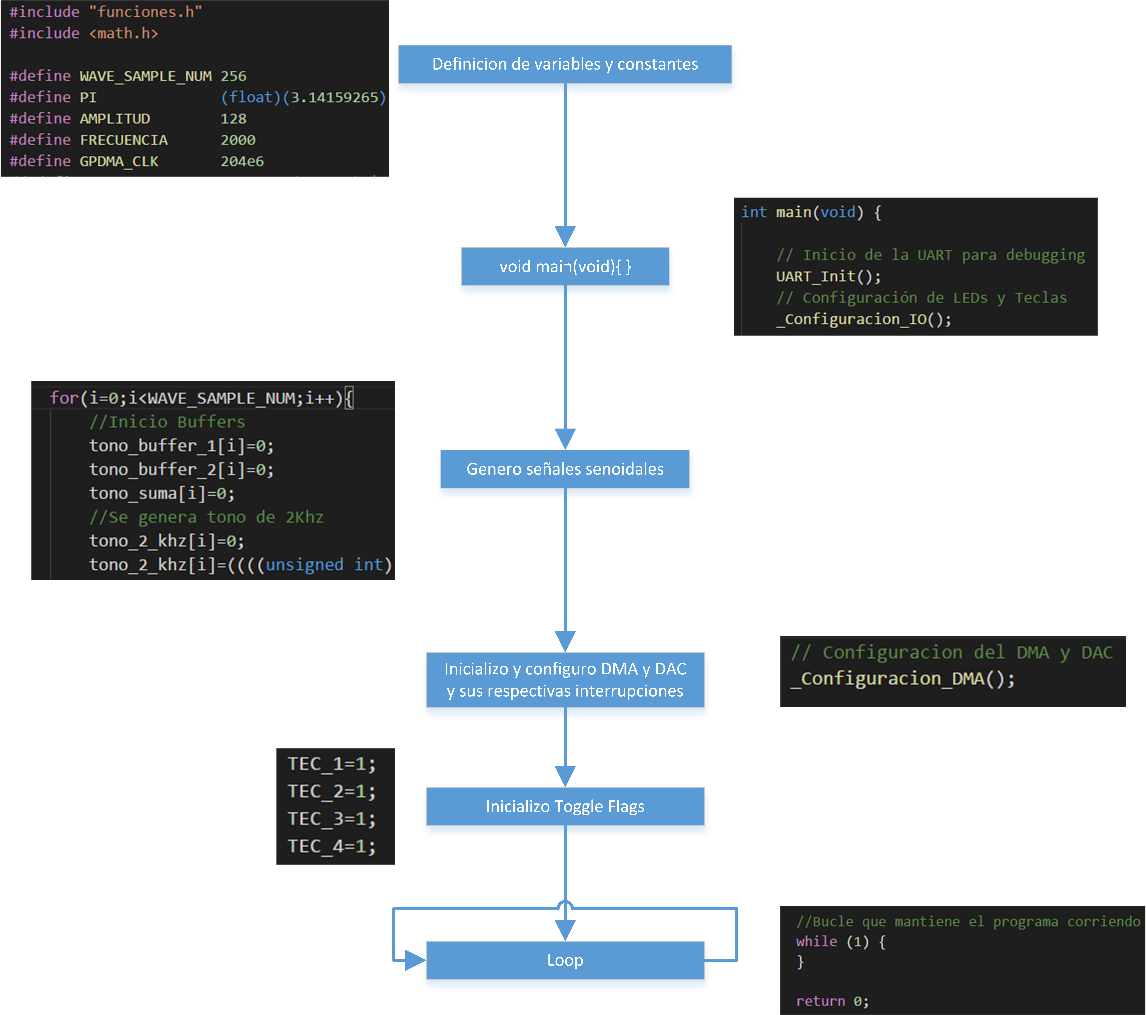 #include "funciones.h"
#include <math.h>
#define WAVE_SAMPLE_NUM 256
#define PI (float)(3.14159265)
#define AMPLITUD 128
#define FRECUENCIA 2000
#define GPDMA_CLK 204e6
Definicion de variables y constantes
int main(void) {
// Inicio de la UART para debugging
UART_Init();
// Configuración de LEDs y Teclas
_Configuracion_IO();
void main(void){ }
for(i=0;i<WAVE_SAMPLE_NUM;i++){
//Inicio Buffers
tono_buffer_1[i]=0;
tono_buffer_2[i]=0;
tono_suma[i]=0;
//Se genera tono de 2Khz
tono_2_khz[i]=0;
tono_2_khz[i]=((((unsigned int)
Genero señales senoidales
Inicializo y configuro DMA y DAC
y sus respectivas interrupciones
// Configuracion del DMA y DAC
_Configuracion_DMA();
TEC_1=1;
TEC_2=1;
TEC_3=1;
TEC_4=1;
Inicializo Toggle Flags
Loop
//Bucle que mantiene el programa corriendo
while (1) {
}
return 0;